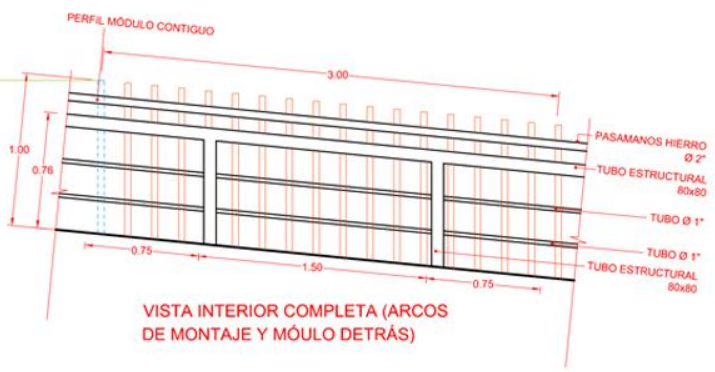 PERFIL MÓDULO CONTIGUO
3.00
1.00
0.76
PASAMANOS HIERRO
Ø 2"
TUBO ESTRUCTURAL
80x80
TUBO Ø 1"
TUBO Ø 1"
TUBO ESTRUCTURAL
80x80
0.75
1.50
0.75
VISTA INTERIOR COMPLETA (ARCOS
DE MONTAJE Y MÓULO DETRÁS)